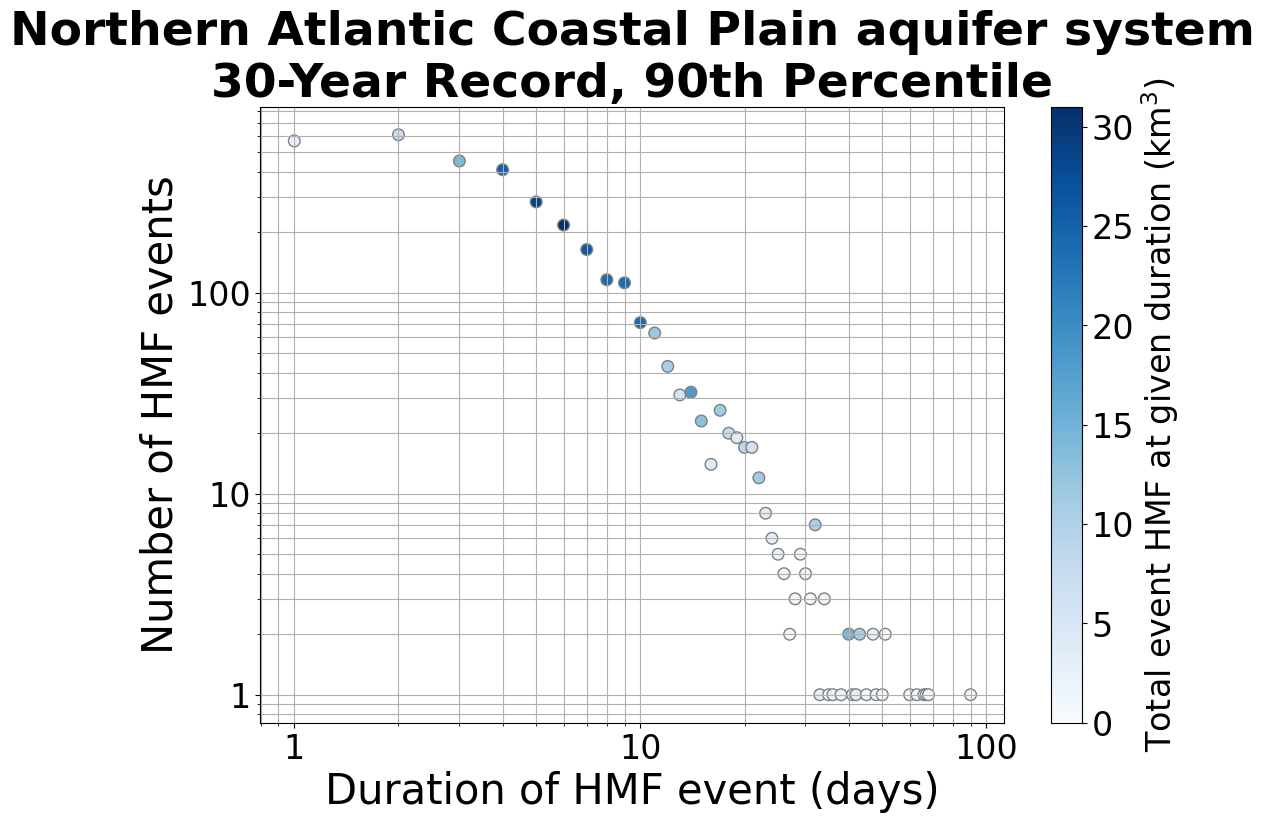 Northern Atlantic Coastal Plain aquifer system
30-Year Record, 90th Percentile
Number of HMF events
100
10
1
1
10
100
Duration of HMF event (days)
30
25
20
15
10
5
0
Total event HMF at given duration (km³)